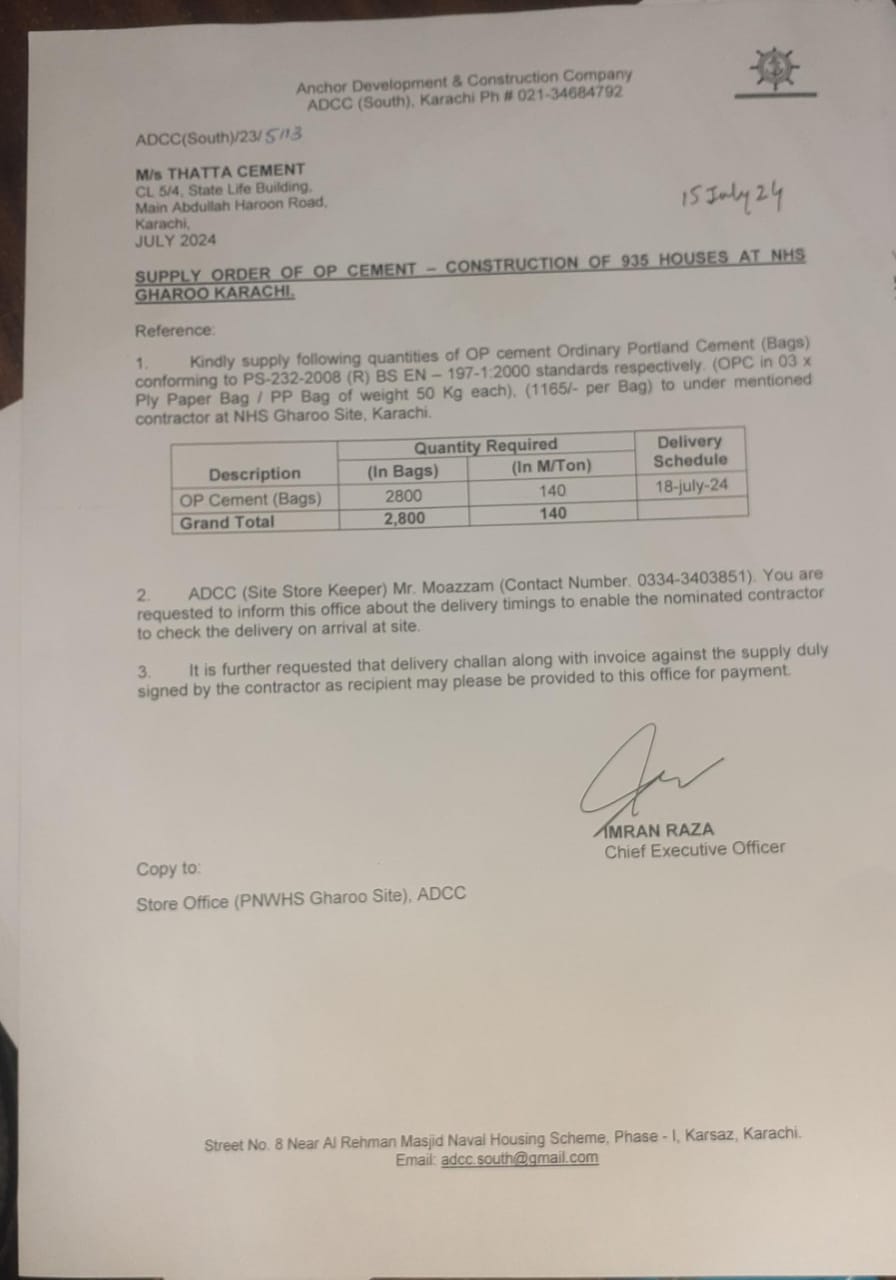 Anchor Development & Construction Company
ADCC (South), Karachi Ph # 021-34684792
ADCC(South)/23/
M/s THATTA CEMENT
CL 5/4, State Life Building,
Main Abdullah Haroon Road,
Karachi,
JULY 2024
15 July 24
SUPPLY ORDER OF OP CEMENT – CONSTRUCTION OF 935 HOUSES AT NHS
GHAROO KARACHI.
Reference:
1. Kindly supply following quantities of OP cement Ordinary Portland Cement (Bags)
conforming to PS-232-2008 (R) BS EN – 197-1:2000 standards respectively. (OPC in 03 x
Ply Paper Bag / PP Bag of weight 50 Kg each), (1165/- per Bag) to under mentioned
contractor at NHS Gharoo Site, Karachi.
Description Quantity Required Delivery Schedule
(In Bags) (In M/Ton)
OP Cement (Bags) 2800 140 18-july-24
Grand Total 2,800 140
2. ADCC (Site Store Keeper) Mr. Moazzam (Contact Number. 0334-3403851). You are
requested to inform this office about the delivery timings to enable the nominated contractor
to check the delivery on arrival at site.
3. It is further requested that delivery challan along with invoice against the supply duly
signed by the contractor as recipient may please be provided to this office for payment.
IMRAN RAZA
Chief Executive Officer
Copy to:
Store Office (PNWHS Gharoo Site), ADCC
Street No. 8 Near Al Rehman Masjid Naval Housing Scheme, Phase - I, Karsaz, Karachi.
Email: adcc.south@gmail.com